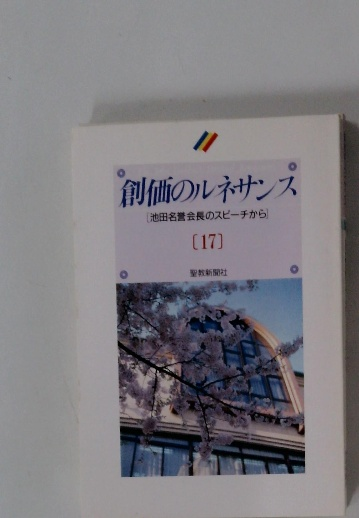 創価のルネサンス
［池田名誉会長のスピーチから］
［17］
聖教新聞社